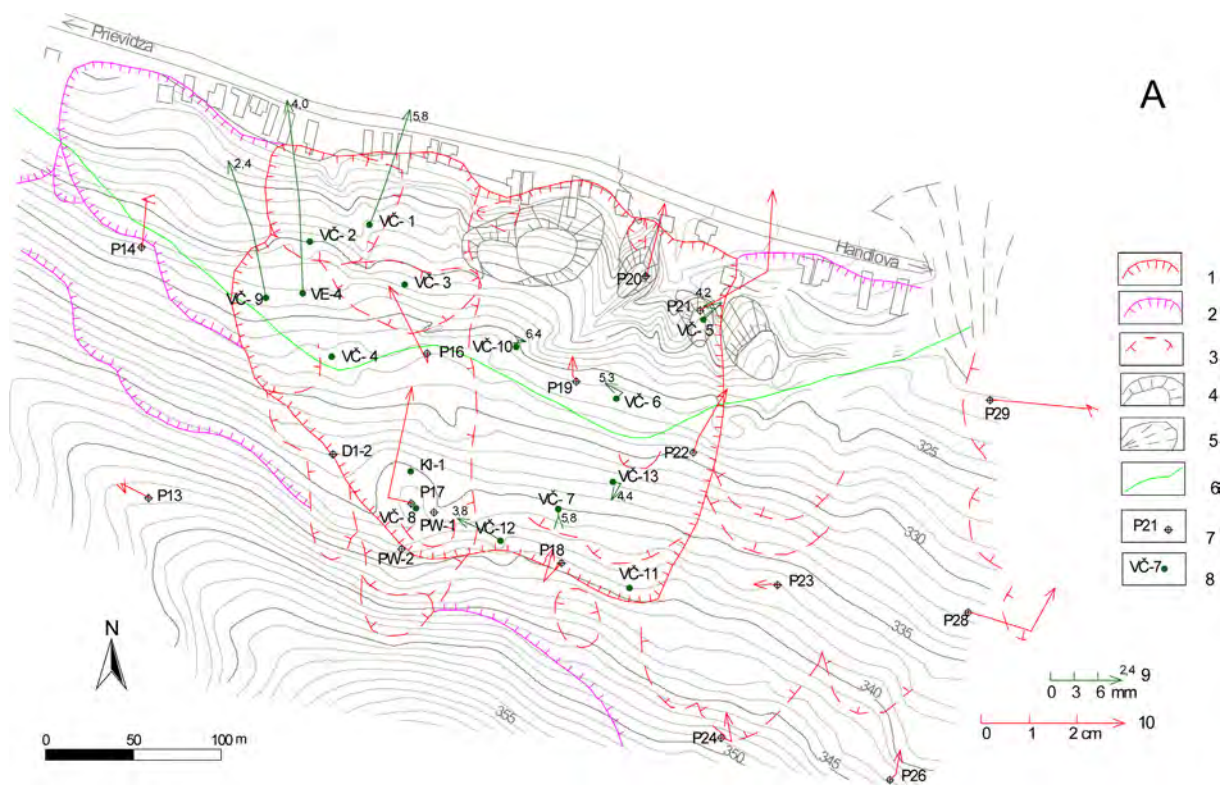 Prievidza
A
4,0
5,8
2,4
VČ- 1
VČ- 2
P14
Handlova
1
P20
VČ- 3
2
VČ- 9
VE-4
4,2
P21
VČ- 5
3
6,4
VČ-10
P16
VČ- 4
4
P19
5,3
VČ- 6
P29
5
325
D1-2
P22
6
KI-1
VČ-13
4,4
P13
P17
VČ- 7
3,8
VČ- 8
PW-1
5,8
P21
7
330
VČ-12
PW-2
P18
VČ-7
8
VČ-11
P23
P28
335
N
2,4
9
0 3 6 mm
340
355
10
0 1 2 cm
P24
350
345
P26
0 50 100 m